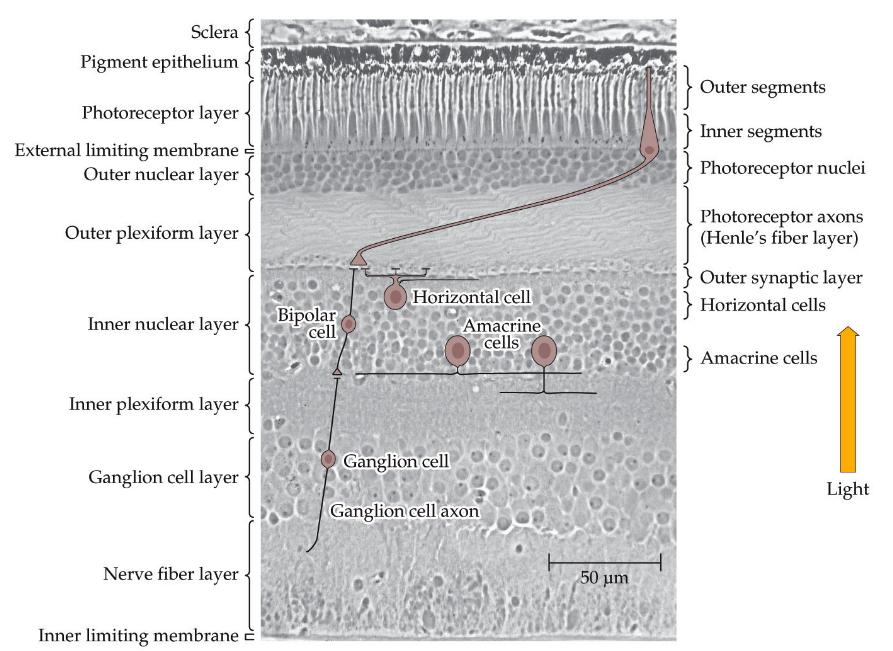 Sclera
Pigment epithelium
Photoreceptor layer
External limiting membrane
Outer nuclear layer
Outer plexiform layer
Inner nuclear layer
Inner plexiform layer
Ganglion cell layer
Nerve fiber layer
Inner limiting membrane
Horizontal cell
Bipolar
cell
Amacrine
cells
Ganglion cell
Ganglion cell axon
50 µm
Outer segments
Inner segments
Photoreceptor nuclei
Photoreceptor axons
(Henle's fiber layer)
Outer synaptic layer
Horizontal cells
Amacrine cells
Light